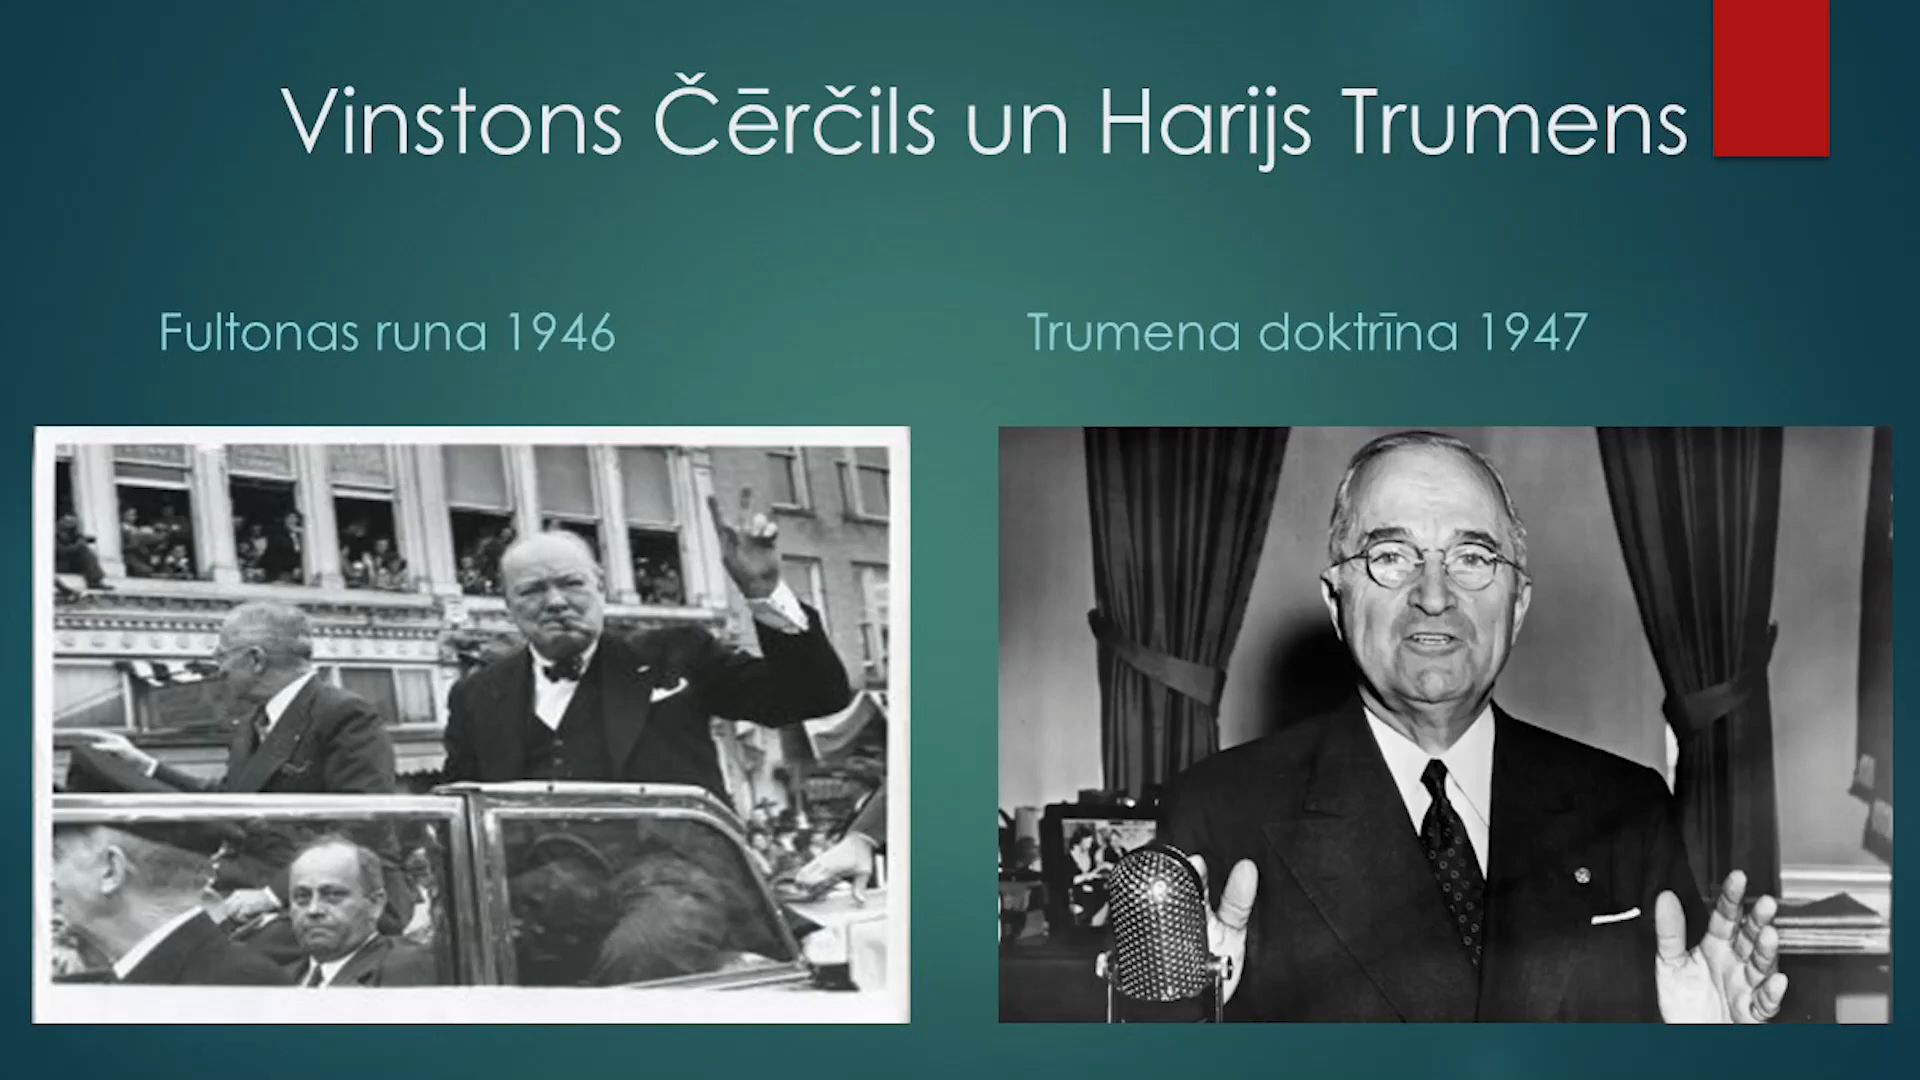 Vinstons Čērčils un Harijs Trumens
Fultonas runa 1946
Trumena doktrīna 1947